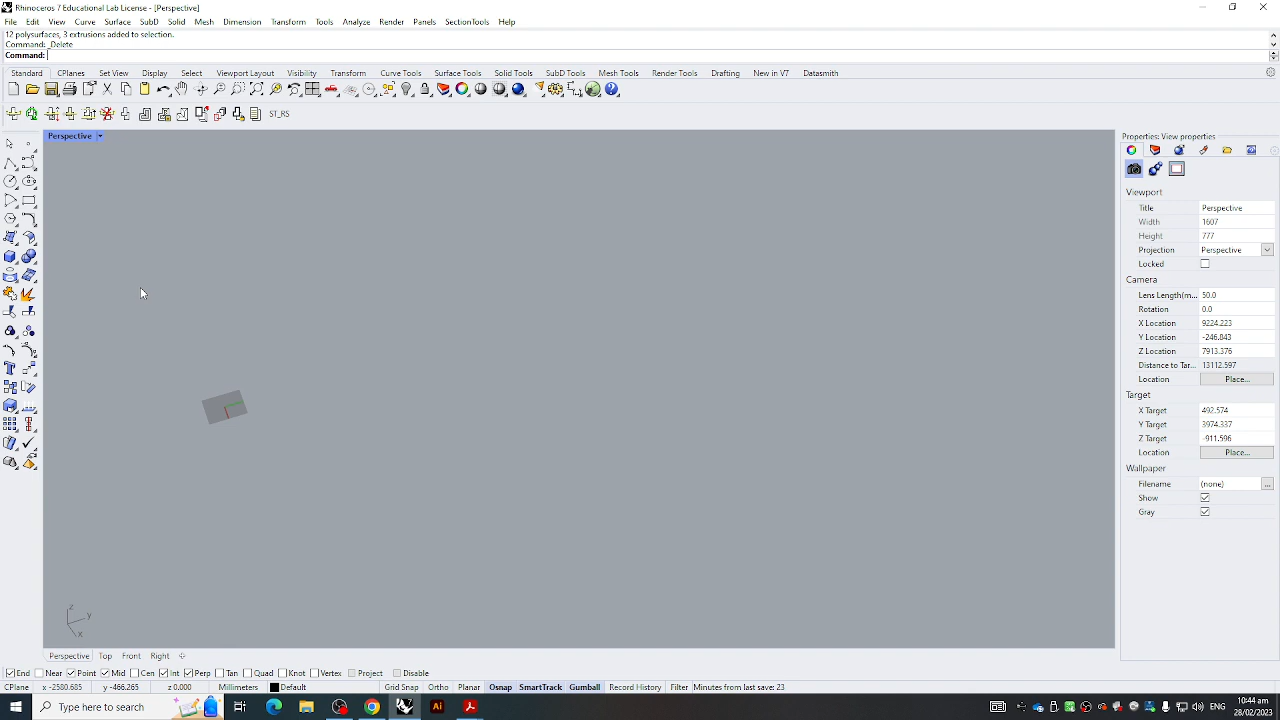 Rhinoceros 7 Educational Lab License - [Perspective]
File Edit View Curve Surface SubD Solid Mesh Dimension Transform Tools Analyze Render Panels SectionTools Help
12 polysurfaces, 3 extrusions added to selection.
Command: _Delete
Command:
Standard CPlanes Set View Display Select Viewport Layout Visibility Transform Curve Tools Surface Tools Solid Tools SubD Tools Mesh Tools Render Tools Drafting New in V7 Datasmith
ST_RS
Perspective
Properties: View properties
Viewport
Title Perspective
Width 1607
Height 777
Projection Perspective
Locked
Camera
Lens Length(m... 50.0
Rotation 0.0
X Location 9224.223
Y Location -246.843
Z Location 7913.376
Distance to Tar... 13112.597
Location Place...
Target
X Target 492.574
Y Target 3974.337
Z Target -911.596
Location Place...
Wallpaper
Filename (none) ...
Show
Gray
z
y
x
Perspective Top Front Right
End Near Point Mid Cen Int Perp Tan Quad Knot Vertex Project Disable
CPlane x -2580.685 y -466.265 z 0.000 Millimeters Default Grid Snap Ortho Planar Osnap SmartTrack Gumball Record History Filter Minutes from last save: 23
Type here to search
Ai
ENG
10:44 am
28/02/2023